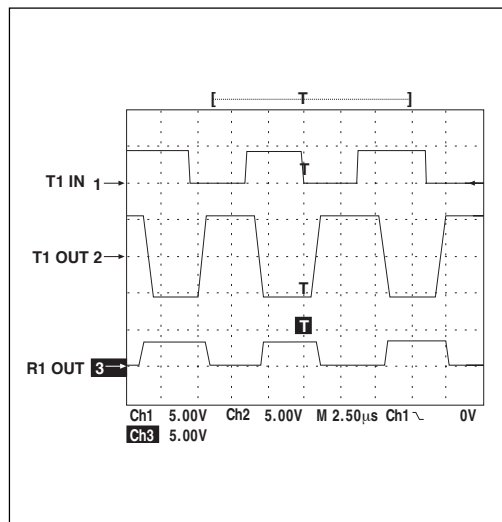 [ T ]
T
T1 IN 1
T1 OUT 2
T
T
R1 OUT 3
Ch1 5.00V Ch2 5.00V M 2.50µs Ch1 0V
Ch3 5.00V